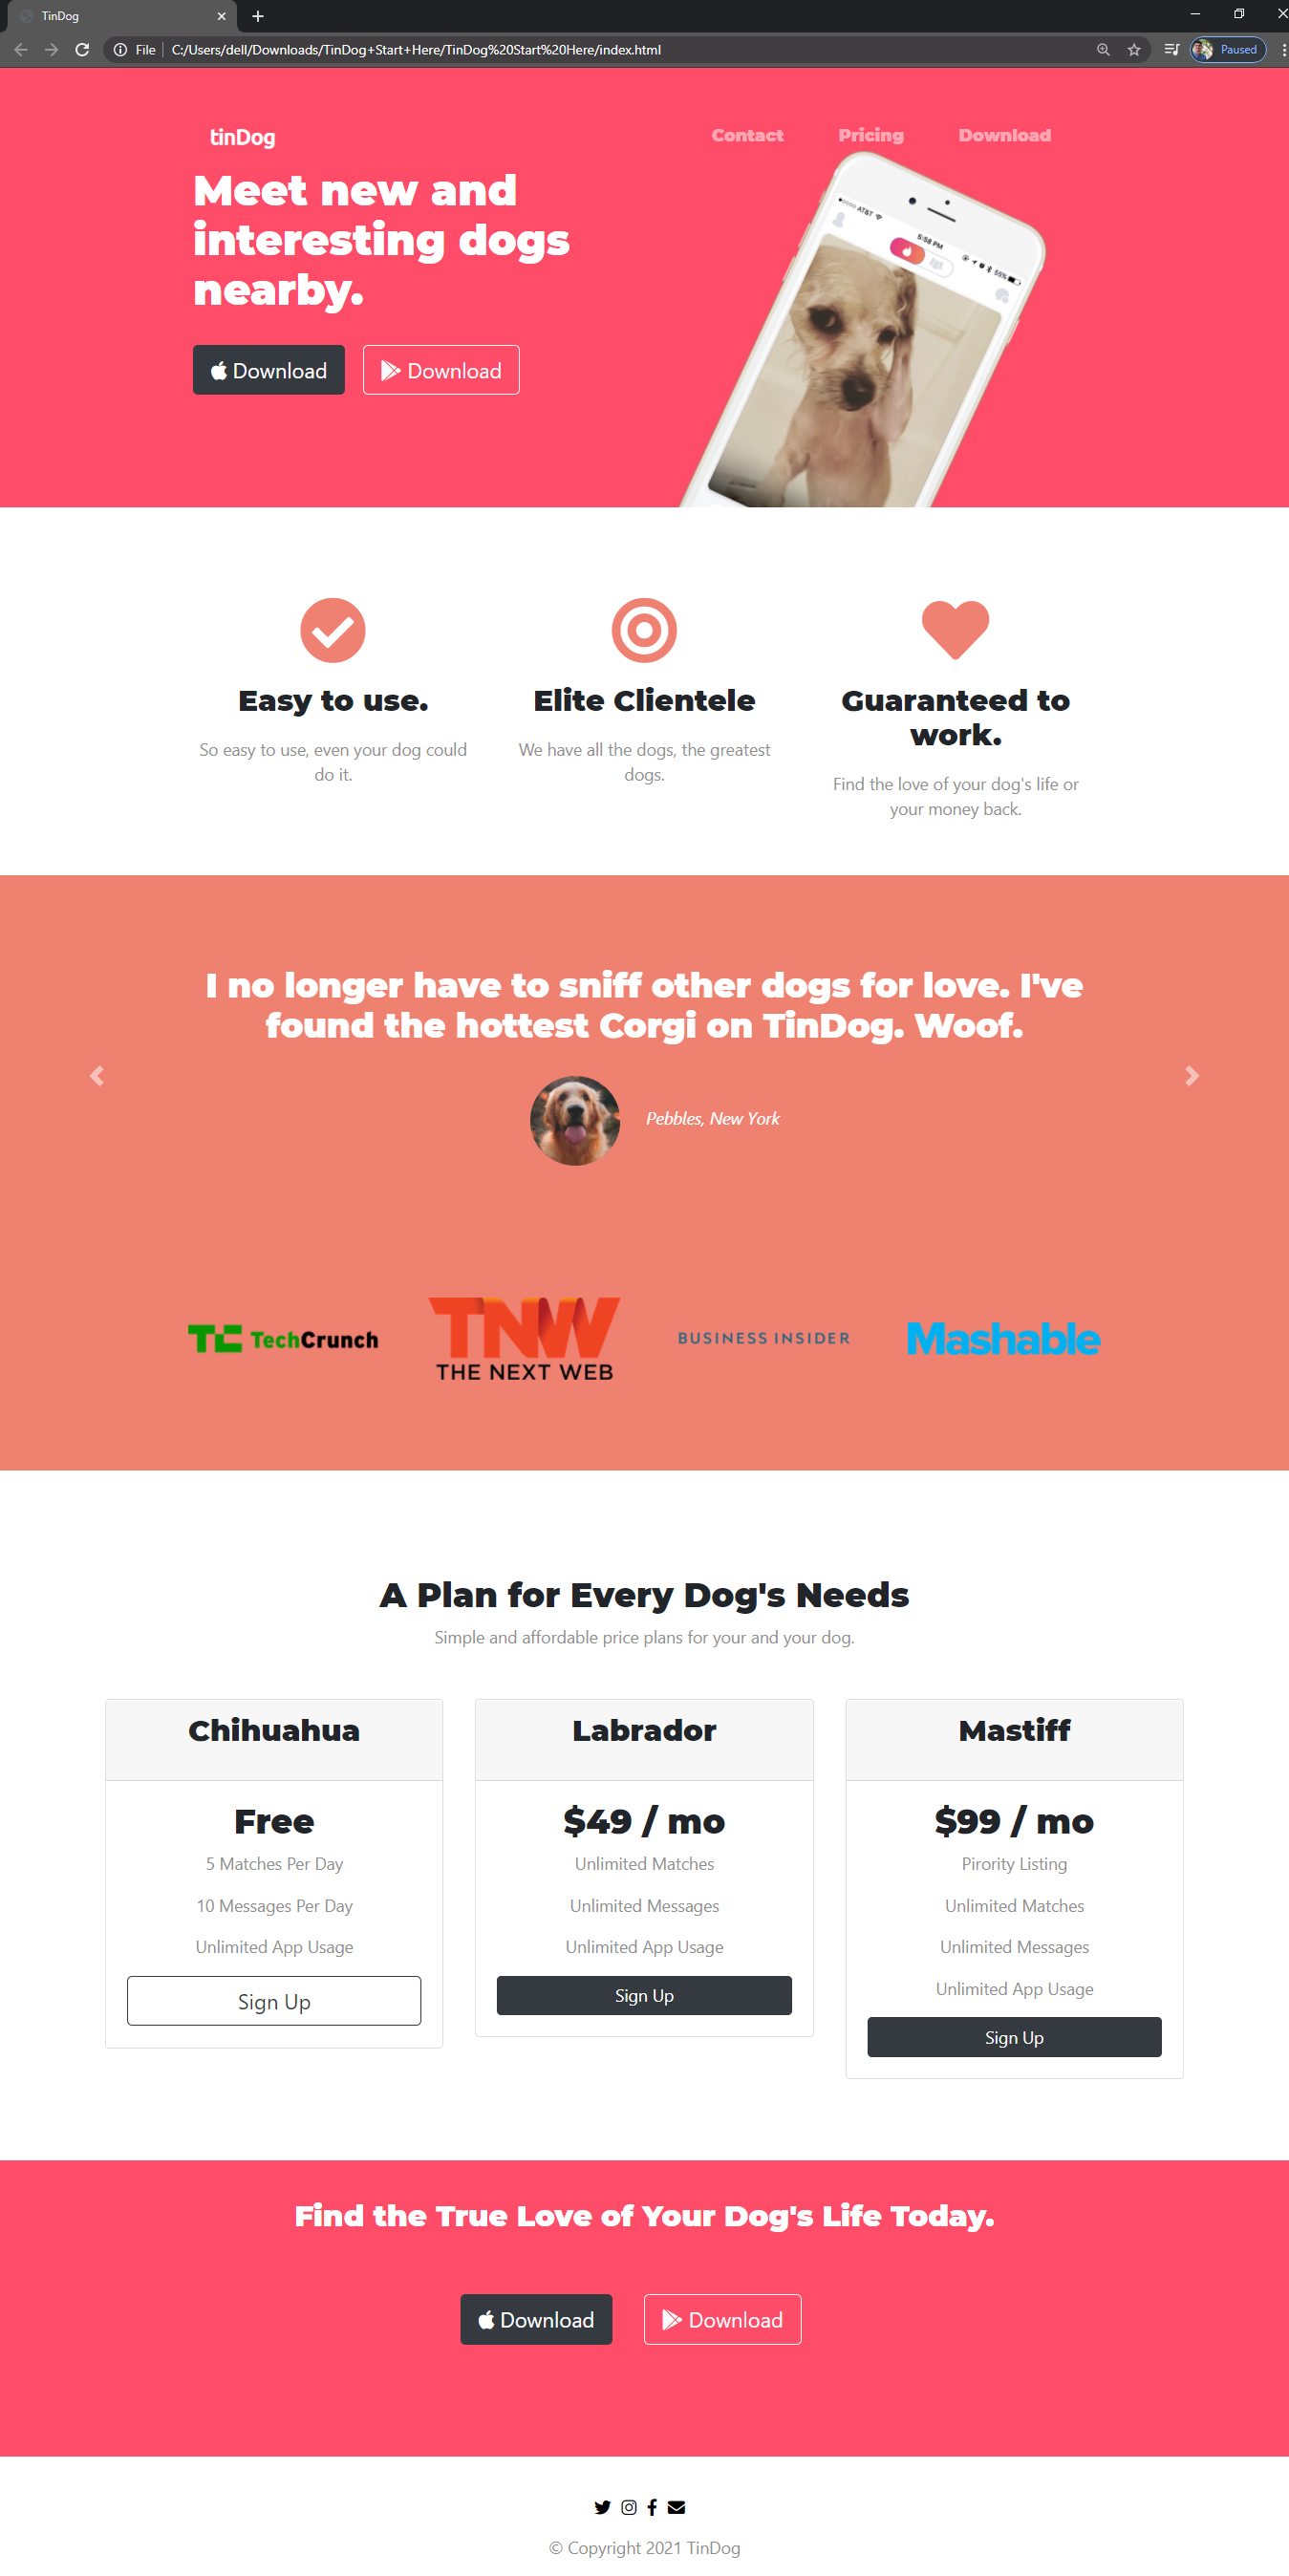 TinDog
File
C:/Users/dell/Downloads/TinDog+Start+Here/TinDog%20Start%20Here/index.html
Paused
tinDog
Contact
Pricing
Download
Meet new and
interesting dogs
nearby.
Download
Download
AT&T
5:58 PM
55%
Easy to use.
So easy to use, even your dog could
do it.
Elite Clientele
We have all the dogs, the greatest
dogs.
Guaranteed to
work.
Find the love of your dog's life or
your money back.
I no longer have to sniff other dogs for love. I've
found the hottest Corgi on TinDog. Woof.
Pebbles, New York
TC TechCrunch
TNW
THE NEXT WEB
BUSINESS INSIDER
Mashable
A Plan for Every Dog's Needs
Simple and affordable price plans for your and your dog.
Chihuahua
Free
5 Matches Per Day
10 Messages Per Day
Unlimited App Usage
Sign Up
Labrador
$49 / mo
Unlimited Matches
Unlimited Messages
Unlimited App Usage
Sign Up
Mastiff
$99 / mo
Pirority Listing
Unlimited Matches
Unlimited Messages
Unlimited App Usage
Sign Up
Find the True Love of Your Dog's Life Today.
Download
Download
© Copyright 2021 TinDog